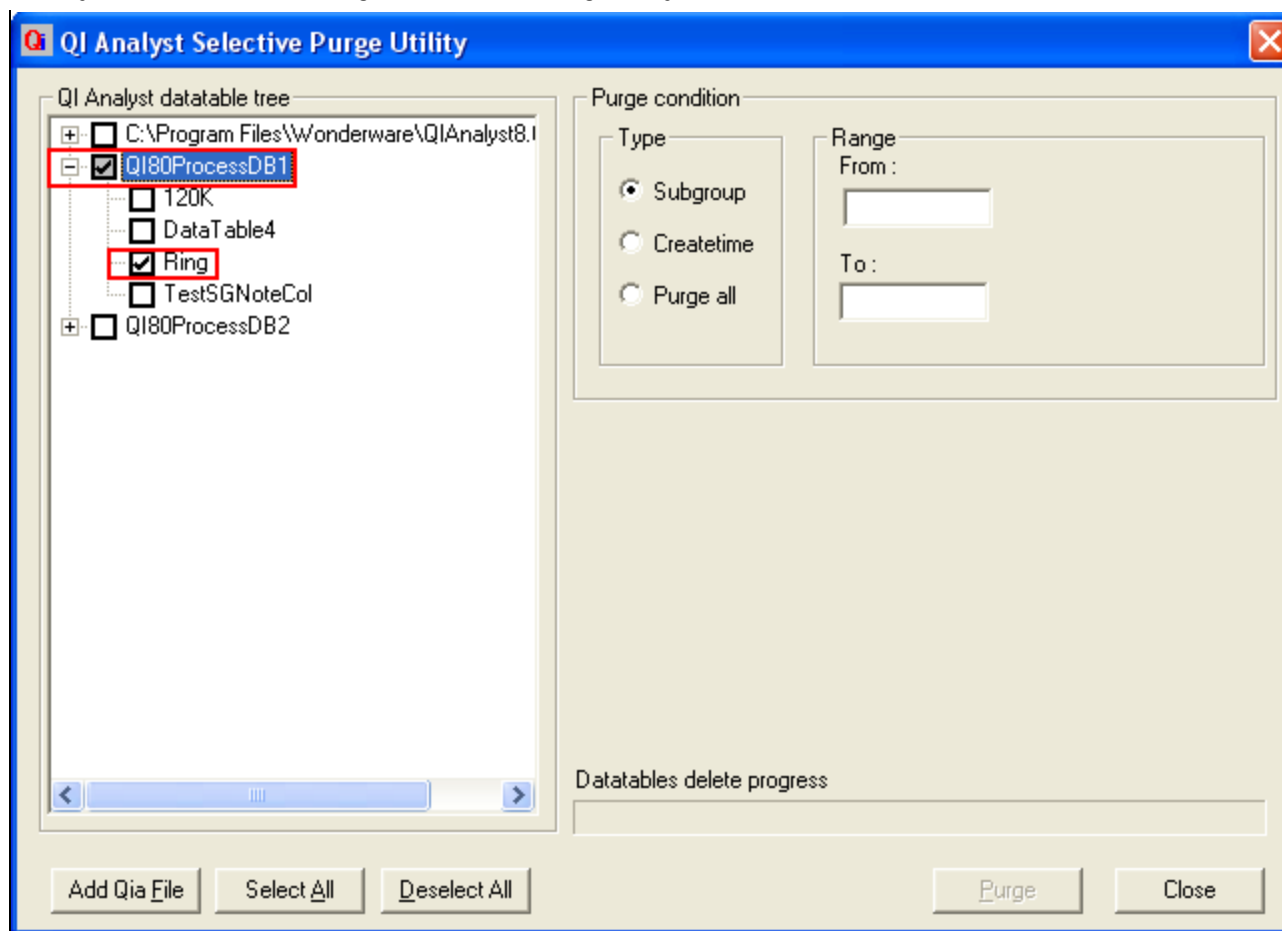 QI Analyst Selective Purge Utility
QI Analyst datatable tree
C:\Program Files\Wonderware\QIAnalyst8.
QI80ProcessDB1
120K
DataTable4
Ring
TestSGNoteCol
QI80ProcessDB2
Purge condition
Type
Subgroup
Createtime
Purge all
Range
From :
To :
Datatables delete progress
Add Qia File
Select All
Deselect All
Purge
Close